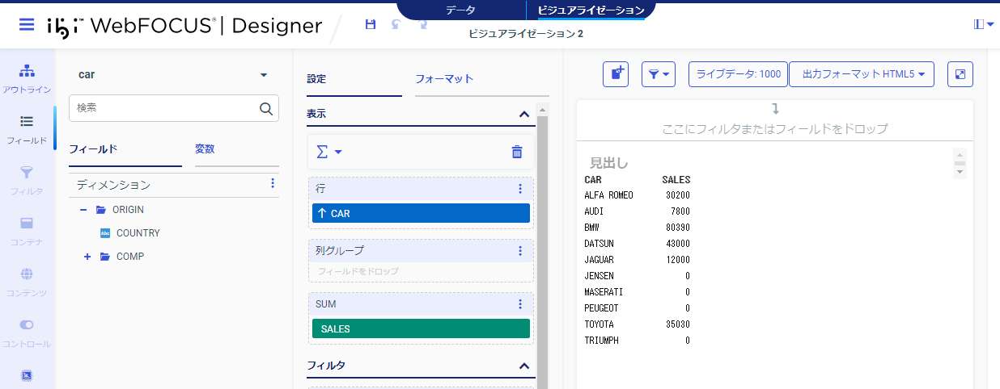 データ
ビジュアライゼーション
ibi™ WebFOCUS® | Designer
ビジュアライゼーション 2
アウトライン
フィールド
フィルタ
コンテナ
コンテンツ
コントロール
car
検索
フィールド
変数
ディメンション
ORIGIN
Abc COUNTRY
COMP
設定
フォーマット
表示
Σ
行
↑ CAR
列グループ
フィールドをドロップ
SUM
SALES
フィルタ
ライブデータ: 1000
出力フォーマット HTML5
ここにフィルタまたはフィールドをドロップ
見出し
CAR SALES
ALFA ROMEO 30200
AUDI 7800
BMW 80390
DATSUN 43000
JAGUAR 12000
JENSEN 0
MASERATI 0
PEUGEOT 0
TOYOTA 35030
TRIUMPH 0